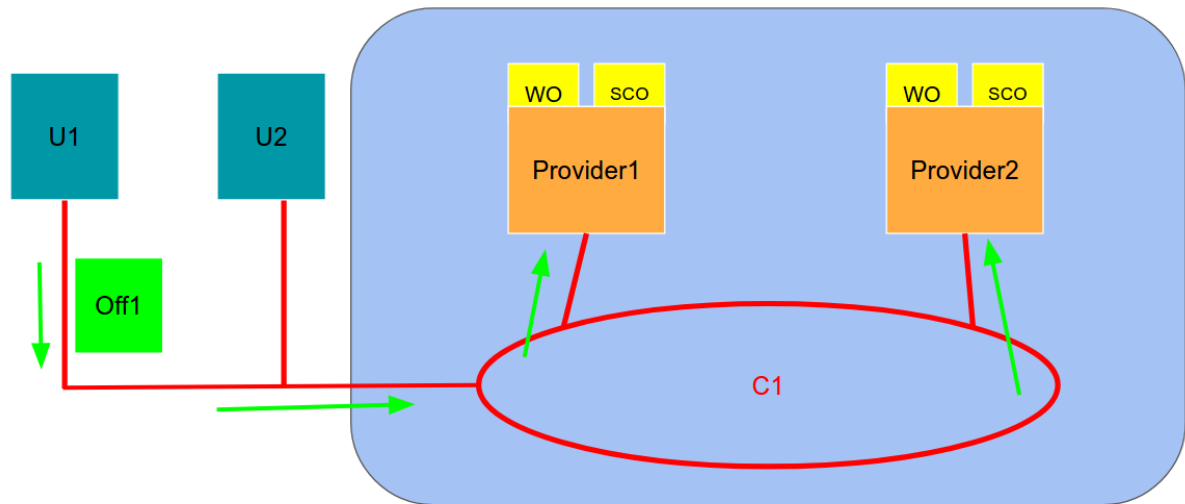 U1
U2
WO
SCO
Provider1
WO
SCO
Provider2
Off1
C1